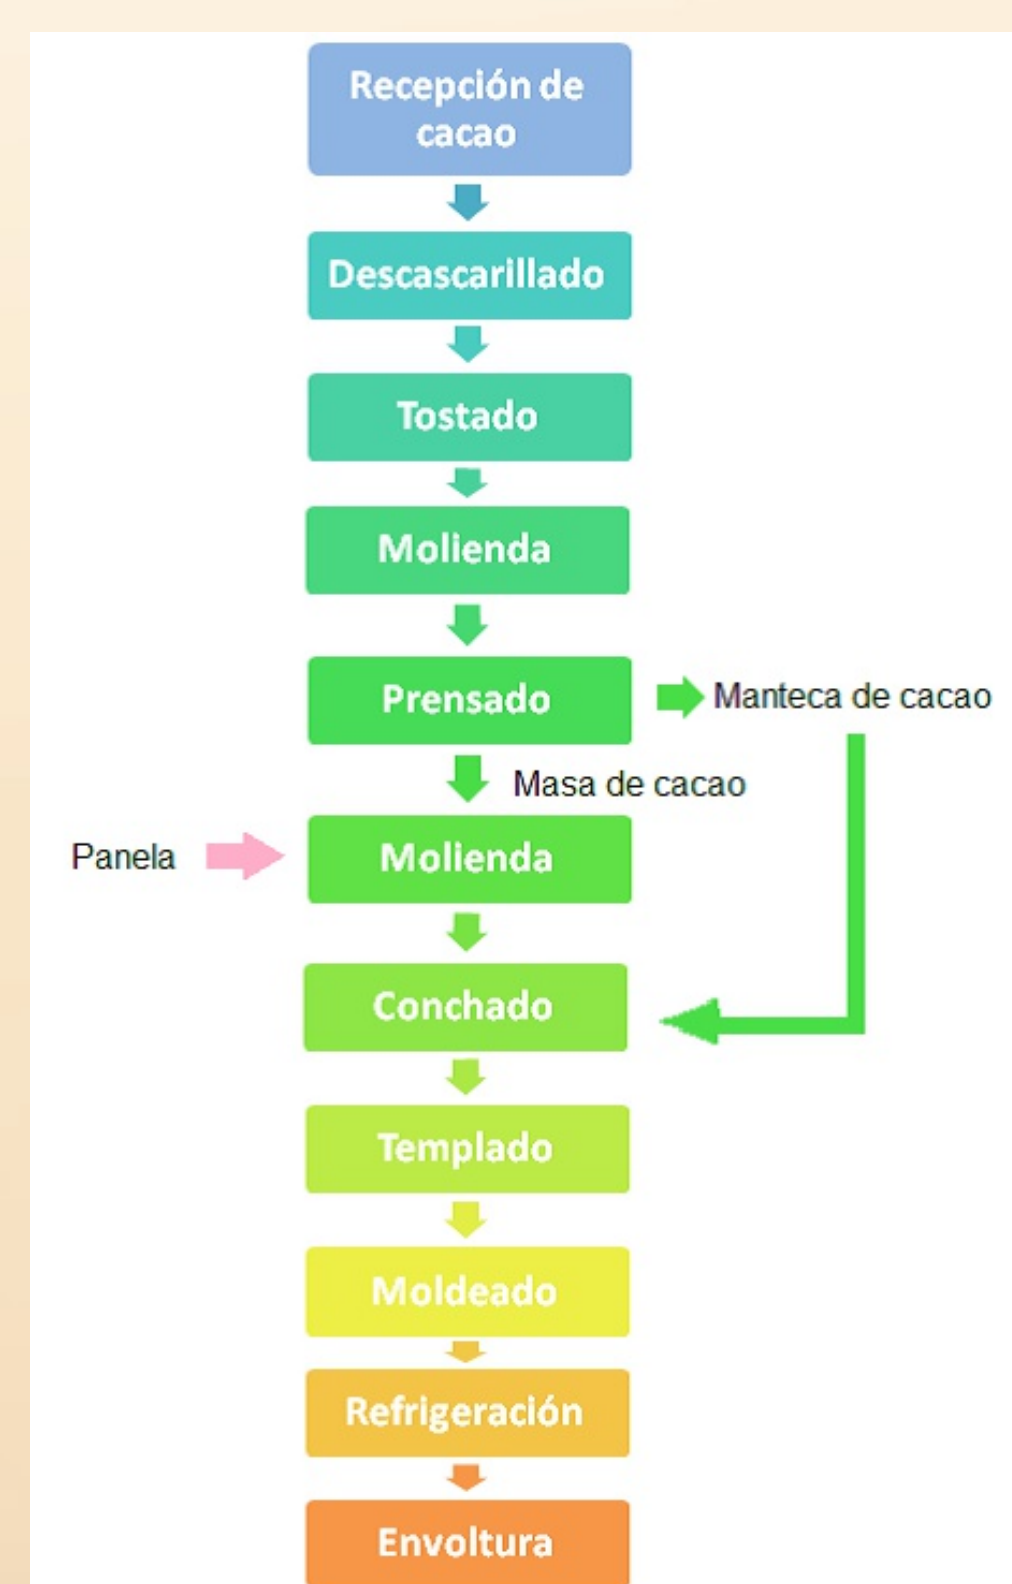 Recepción de
cacao
Descascarillado
Tostado
Molienda
Prensado
Manteca de cacao
Masa de cacao
Panela
Molienda
Conchado
Templado
Moldeado
Refrigeración
Envoltura